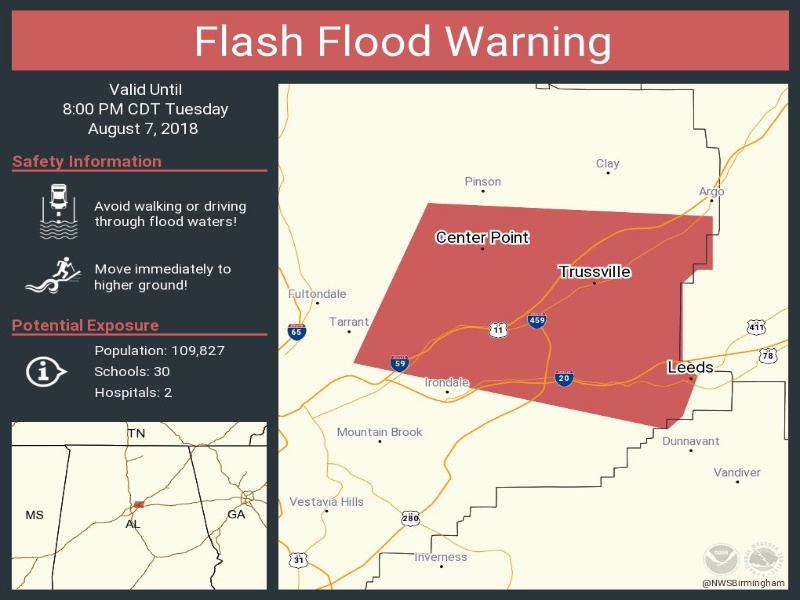 Flash Flood Warning
Valid Until
8:00 PM CDT Tuesday
August 7, 2018
Safety Information
Avoid walking or driving
through flood waters!
Move immediately to
higher ground!
Potential Exposure
Population: 109,827
Schools: 30
Hospitals: 2
TN
MS
AL
GA
Clay
Pinson
Argo
Center Point
Trussville
Fultondale
Tarrant
65
11
459
411
78
59
20
Leeds
Irondale
Mountain Brook
Dunnavant
Vandiver
Vestavia Hills
280
31
Inverness
@NWSBirmingham